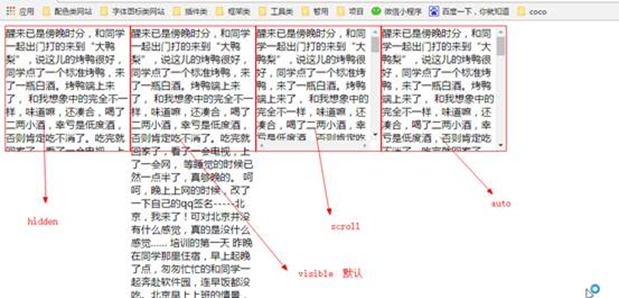 应用 配色类网站 字体图标类网站 插件类 框架类 工具类 暂用 项目 微信小程序 百度一下，你就知道 coco
醒来已是傍晚时分，和同
学一起出门打的来到“大
鸭梨”，说这儿的烤鸭很好，
同学点了一个标准烤鸭，来
了一瓶白酒。烤鸭端上来
了， 和我想象中的完全不一
样，味道嘛，还凑合，喝了
二两小酒，幸亏是低度酒，
否则肯定吃不消了。吃完就
回家了，看了一会电视，上
醒来已是傍晚时分，和同
学一起出门打的来到“大鸭
梨”，说这儿的烤鸭很好，
同学点了一个标准烤鸭，来
了一瓶白酒。烤鸭端上来
了， 和我想象中的完全不一
样，味道嘛，还凑合，喝了
二两小酒，幸亏是低度酒，
否则肯定吃不消了。吃完就
回家了，看了一会电视，上
了一会网， 等睡觉的时候已
然一点半了，真够晚的。 呵
呵，晚上上网的时候，改了
一下自己的qq签名-----北
京，我来了！可对北京并没
有什么感觉，真的是没什么
感觉...... 培训的第一天 昨晚
在同学那里住宿，早上起晚
了点，匆匆忙忙的和同学一
起奔赴软件园，连早饭都没
吃。北京早上上班的情景，
醒来已是傍晚时分，和同
学一起出门打的来到“大
鸭梨”，说这儿的烤鸭很
好，同学点了一个标准烤
鸭，来了一瓶白酒。烤鸭
端上来了， 和我想象中的
完全不一样，味道嘛，还
凑合，喝了二两小酒，幸
亏是低度酒，否则肯定吃
醒来已是傍晚时分，和同
学一起出门打的来到“大
鸭梨”，说这儿的烤鸭很
好，同学点了一个标准烤
鸭，来了一瓶白酒。烤鸭
端上来了， 和我想象中的
完全不一样，味道嘛，还
凑合，喝了二两小酒，幸
亏是低度酒，否则肯定吃
不消了。吃完就回家了，
hidden
visible 默认
scroll
auto